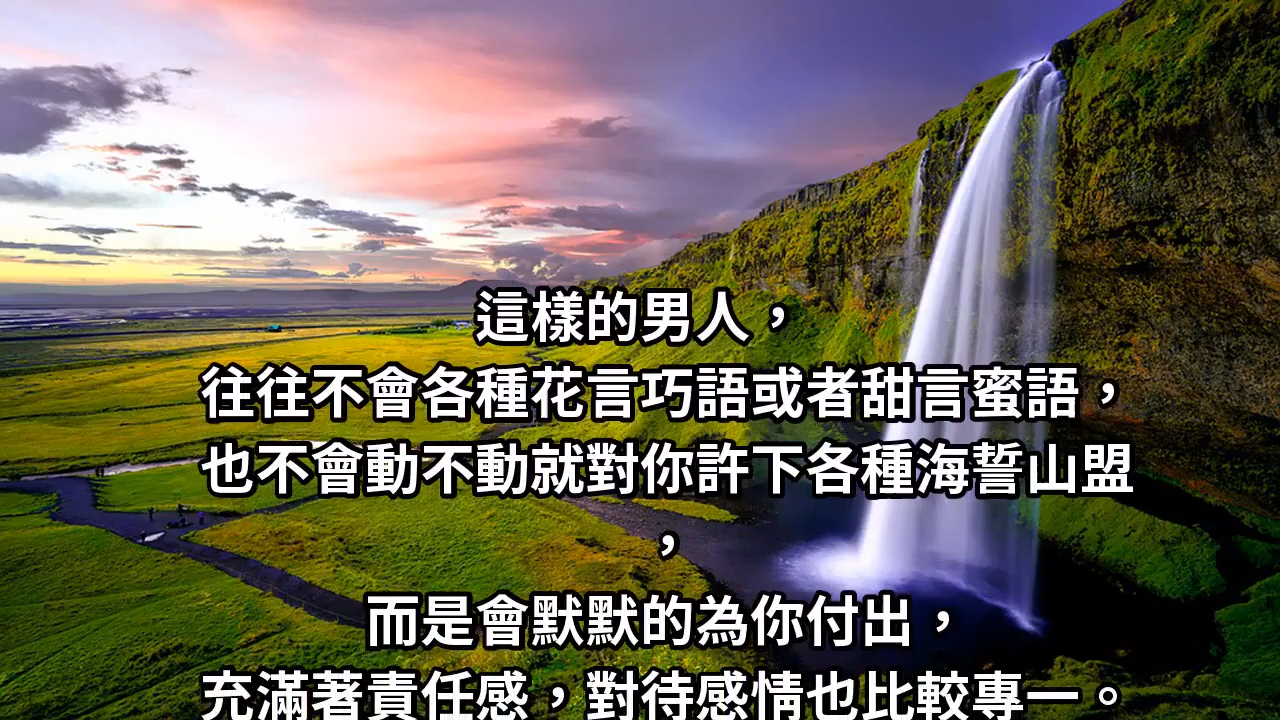 這樣的男人，
往往不會各種花言巧語或者甜言蜜語，
也不會動不動就對你許下各種海誓山盟
，
而是會默默的為你付出，
充滿著責任感，對待感情也比較專一。